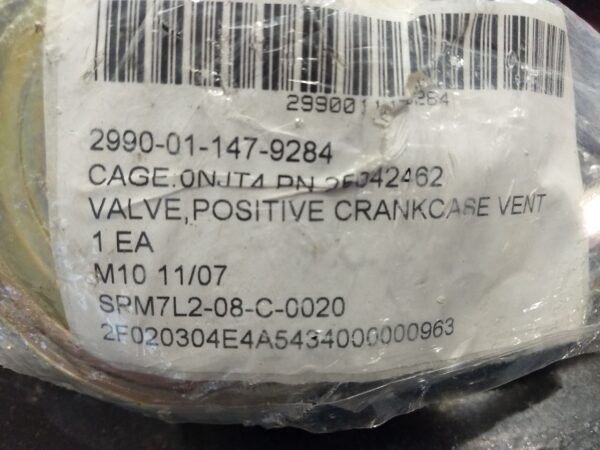 2990-01-147-9284
CAGE 0NJT4 PN 42462
VALVE,POSITIVE CRANKCASE VENT
1 EA
M10 11/07
SPM7L2-08-C-0020
2F020304E4A5434000000963